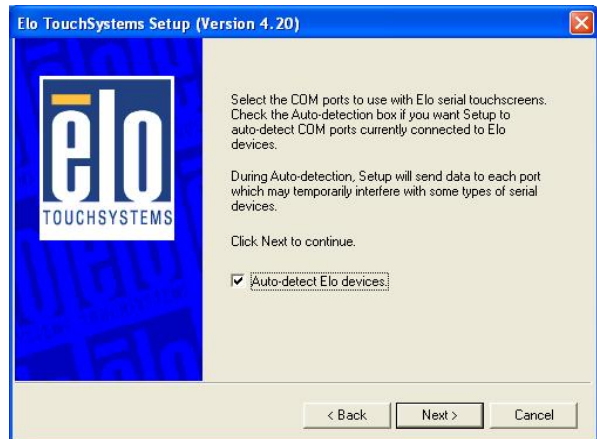 Elo TouchSystems Setup (Version 4.20)
elo
TOUCHSYSTEMS
Select the COM ports to use with Elo serial touchscreens.
Check the Auto-detection box if you want Setup to
auto-detect COM ports currently connected to Elo
devices.
During Auto-detection, Setup will send data to each port
which may temporarily interfere with some types of serial
devices.
Click Next to continue.
Auto-detect Elo devices.
< Back
Next >
Cancel